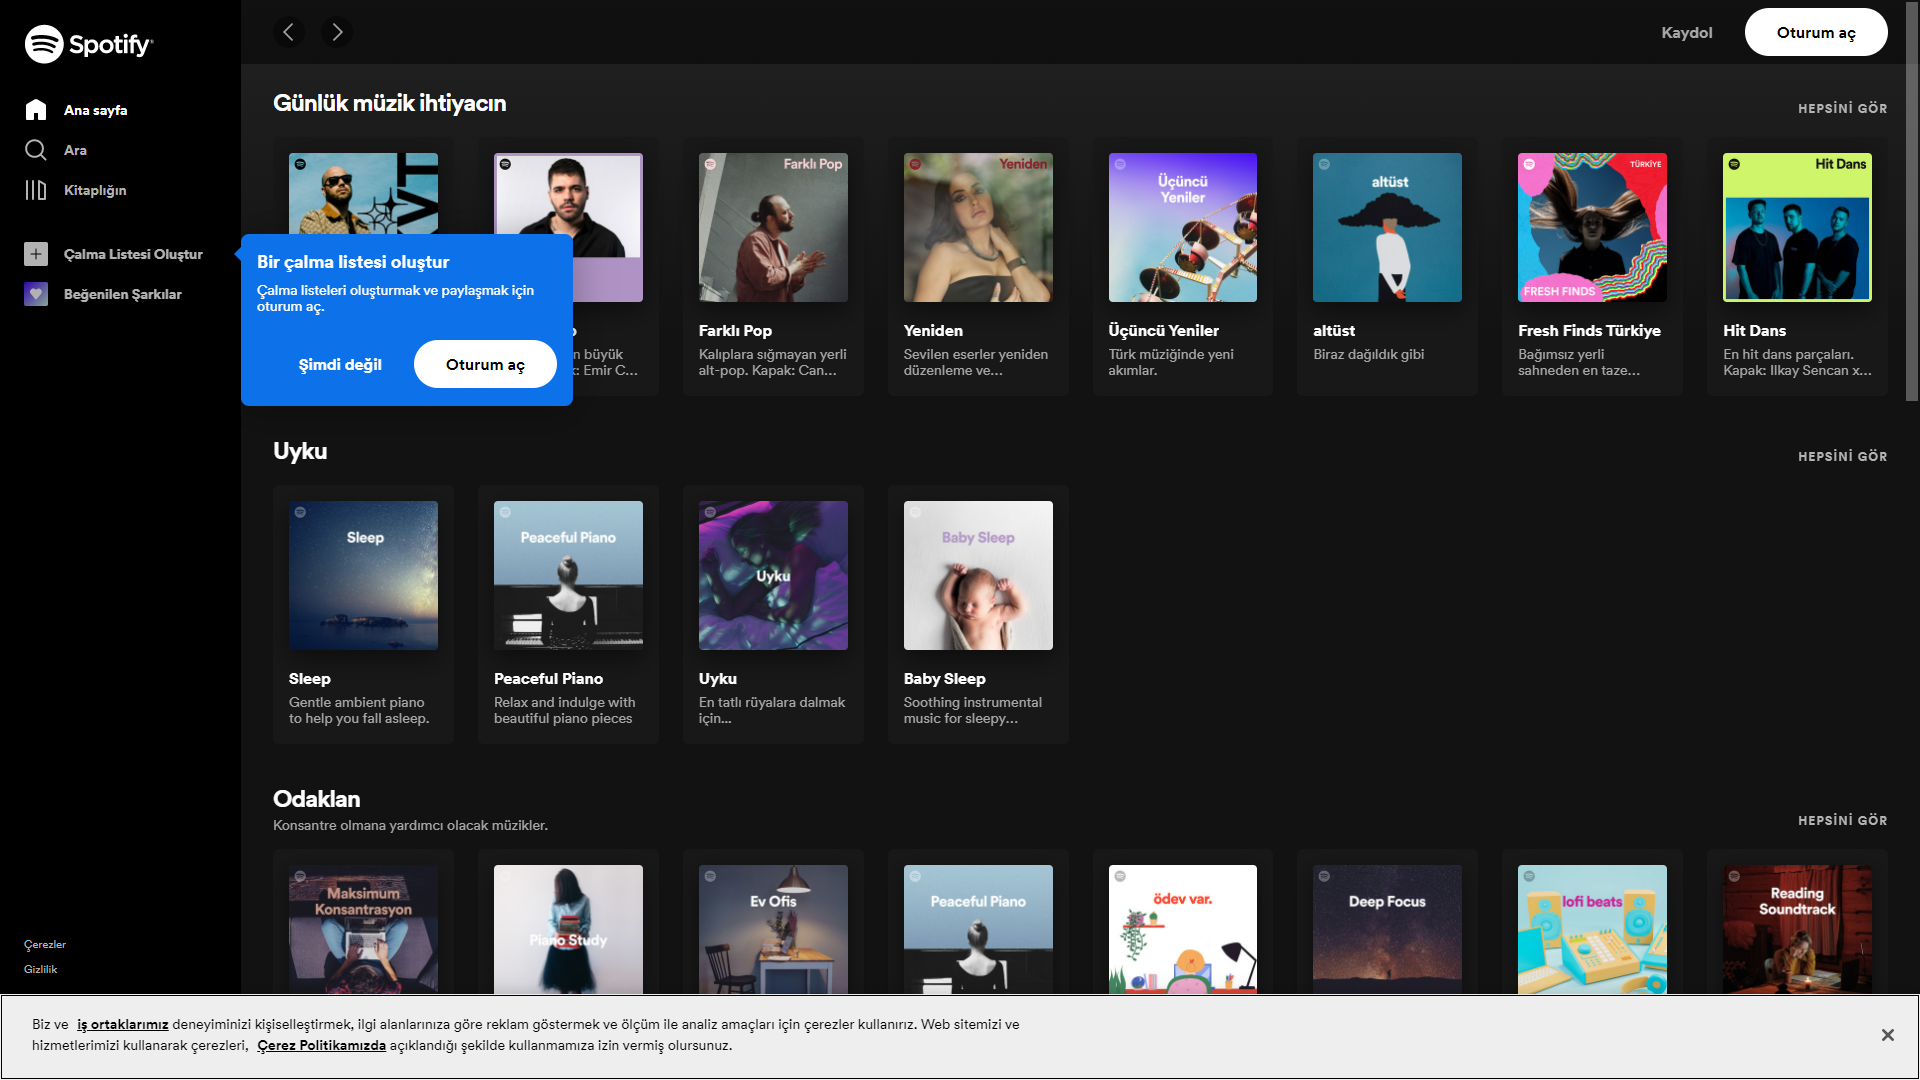 Spotify
Kaydol
Oturum aç
Ana sayfa
Ara
Kitaplığın
Çalma Listesi Oluştur
Beğenilen Şarkılar
Günlük müzik ihtiyacın
HEPSİNİ GÖR
Farklı Pop
Yeniden
Üçüncü
Yeniler
altüst
TÜRKİYE
FRESH FINDS
Hit Dans
Bir çalma listesi oluştur
Çalma listeleri oluşturmak ve paylaşmak için
oturum aç.
Şimdi değil
Oturum aç
n büyük
: Emir C...
Farklı Pop
Kalıplara sığmayan yerli
alt-pop. Kapak: Can...
Yeniden
Sevilen eserler yeniden
düzenleme ve...
Üçüncü Yeniler
Türk müziğinde yeni
akımlar.
altüst
Biraz dağıldık gibi
Fresh Finds Türkiye
Bağımsız yerli
sahneden en taze...
Hit Dans
En hit dans parçaları.
Kapak: Ilkay Sencan x...
Uyku
HEPSİNİ GÖR
Sleep
Peaceful Piano
Uyku
Baby Sleep
Sleep
Gentle ambient piano
to help you fall asleep.
Peaceful Piano
Relax and indulge with
beautiful piano pieces
Uyku
En tatlı rüyalara dalmak
için...
Baby Sleep
Soothing instrumental
music for sleepy...
Odaklan
Konsantre olmana yardımcı olacak müzikler.
HEPSİNİ GÖR
Maksimum
Konsantrasyon
Piano Study
Ev Ofis
Peaceful Piano
ödev var.
Deep Focus
lofi beats
Reading
Soundtrack
Çerezler
Gizlilik
Biz ve iş ortaklarımız deneyiminizi kişiselleştirmek, ilgi alanlarınıza göre reklam göstermek ve ölçüm ile analiz amaçları için çerezler kullanırız. Web sitemizi ve
hizmetlerimizi kullanarak çerezleri, Çerez Politikamızda açıklandığı şekilde kullanmamıza izin vermiş olursunuz.